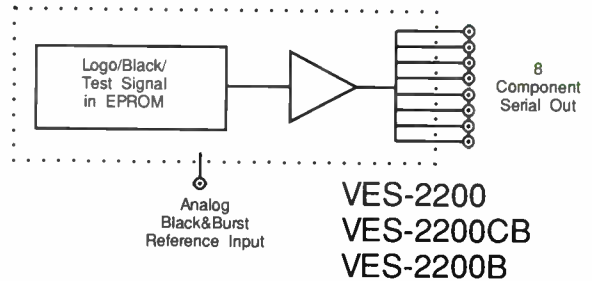 Logo/Black/
Test Signal
in EPROM
8
Component
Serial Out
Analog
Black&Burst
Reference Input
VES-2200
VES-2200CB
VES-2200B